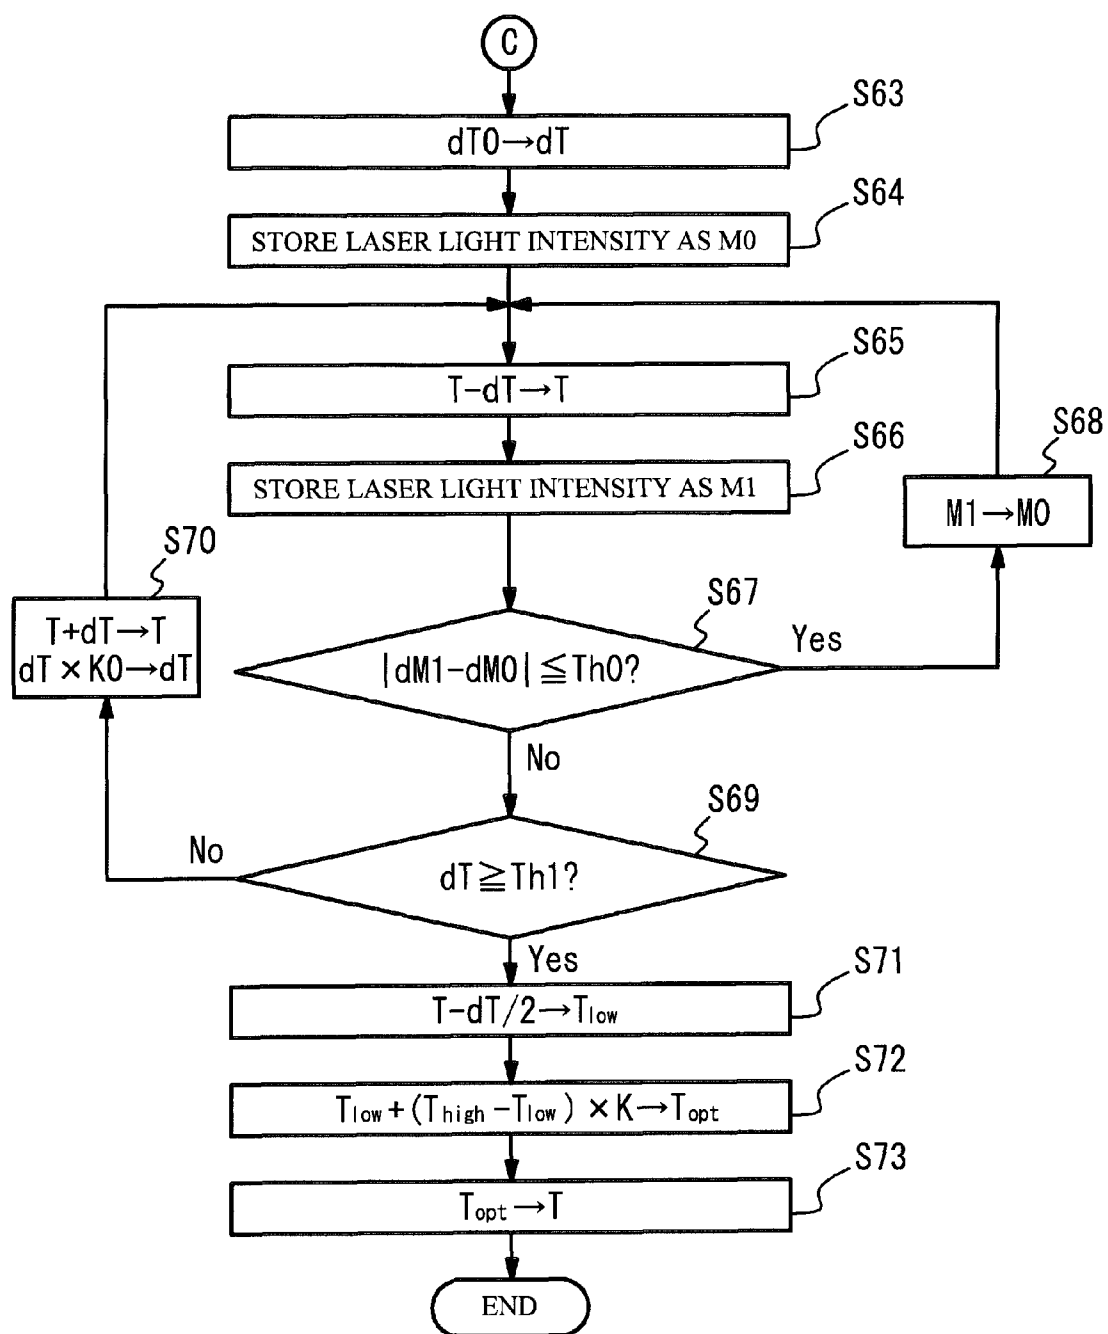 C
S63
dT0→dT
S64
STORE LASER LIGHT INTENSITY AS M0
S65
T−dT→T
S66
STORE LASER LIGHT INTENSITY AS M1
S68
M1→M0
S70
T+dT→T
dT×K0→dT
S67
|dM1−dM0|≦Th0?
Yes
No
S69
dT≧Th1?
No
Yes
S71
T−dT/2→Tlow
S72
Tlow+(Thigh−Tlow)×K→Topt
S73
Topt→T
END